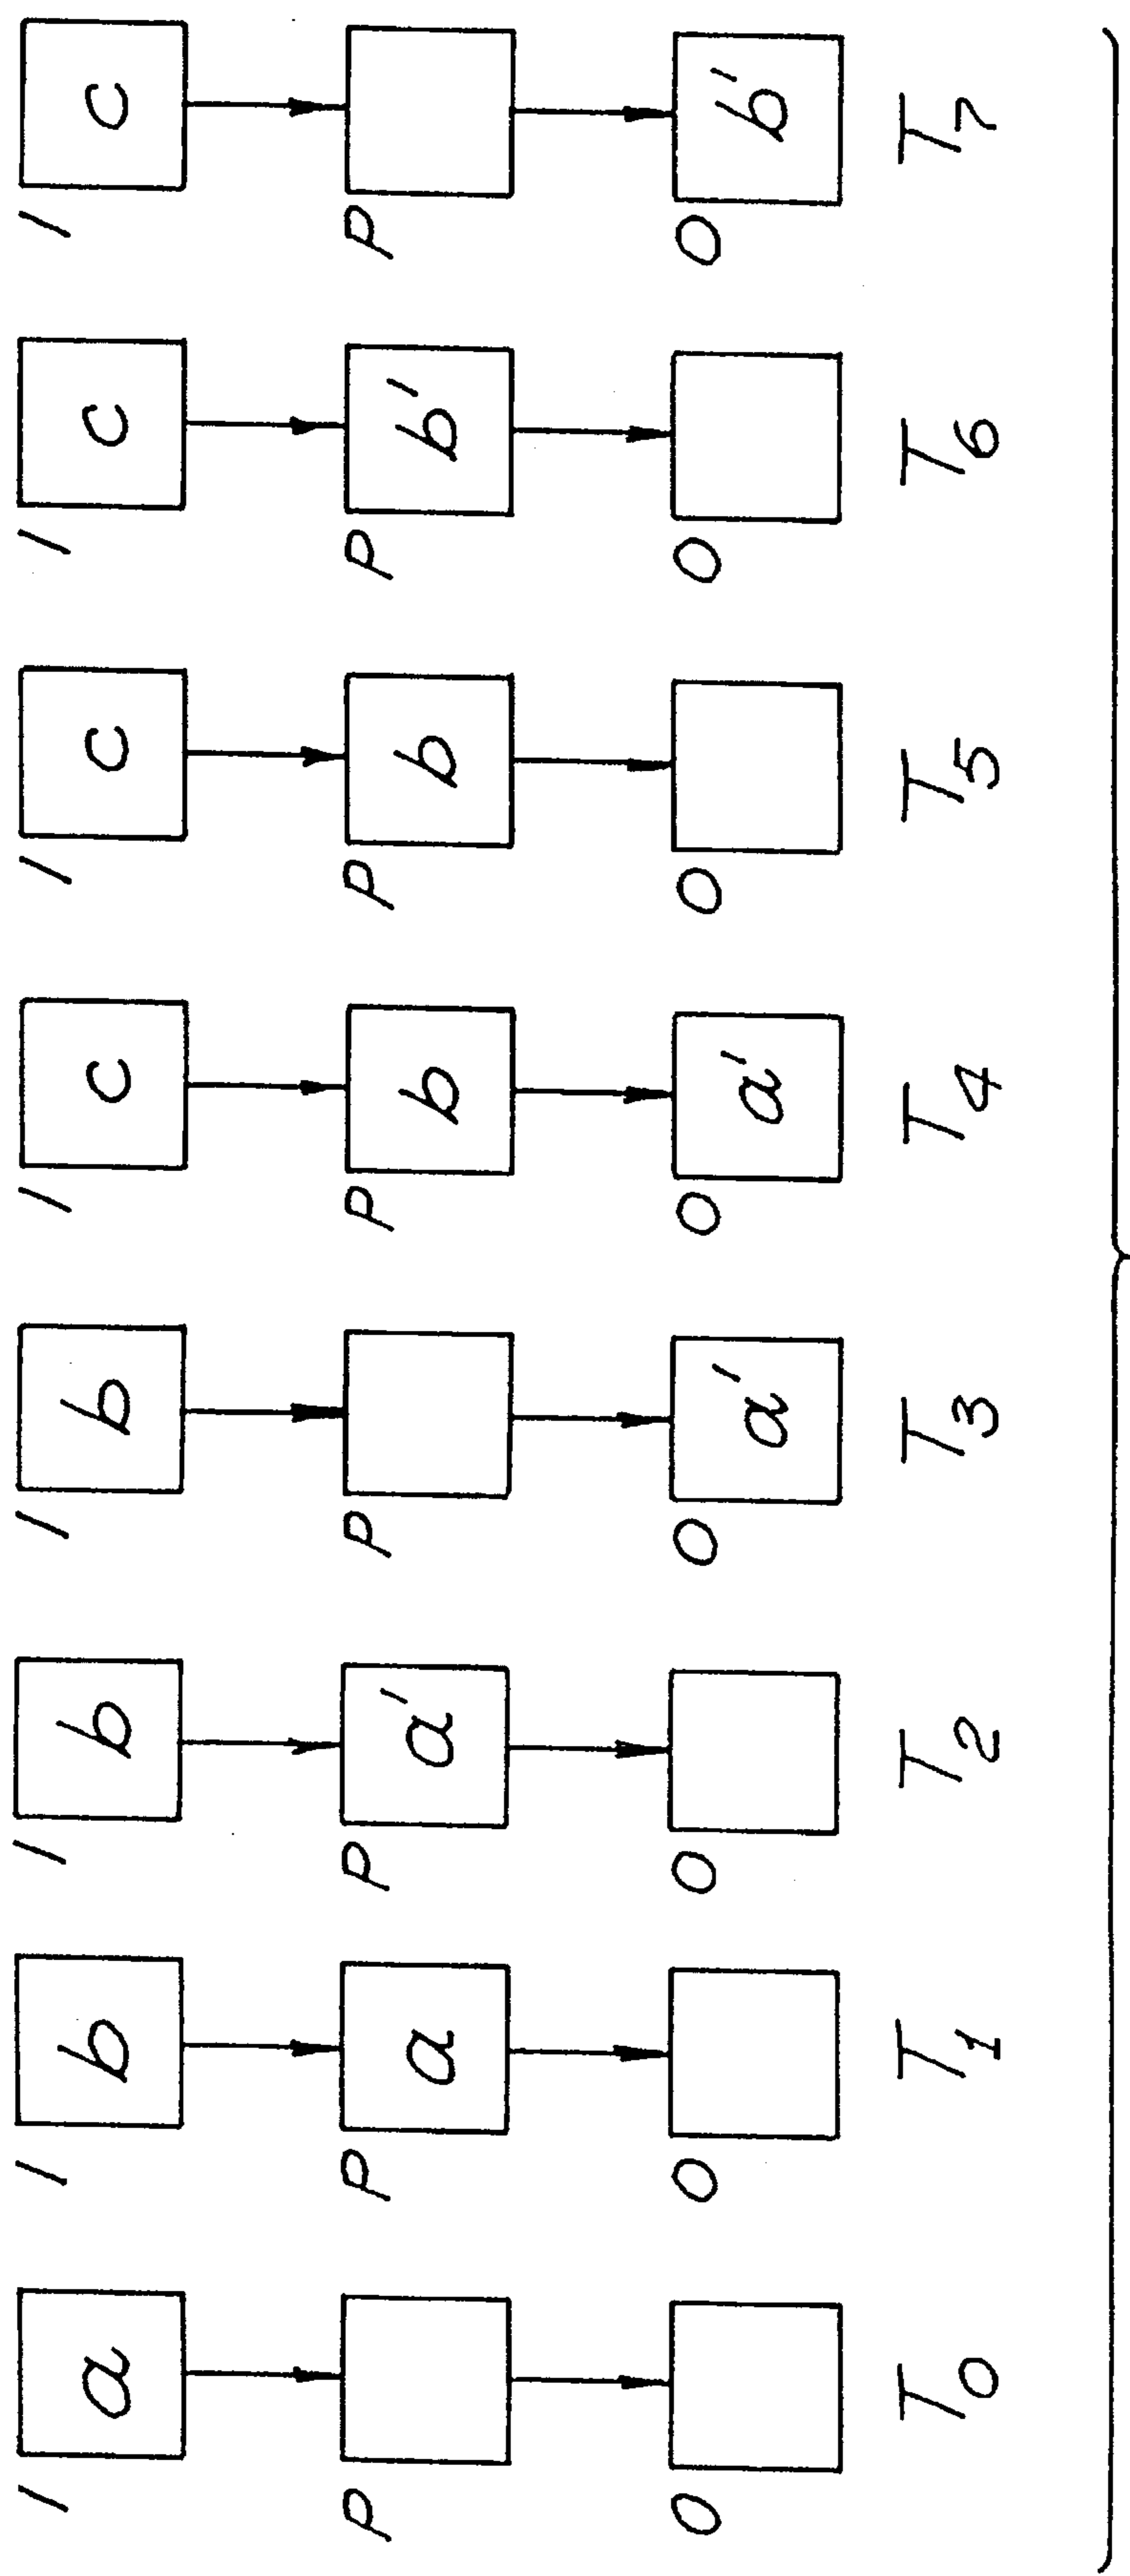 I a I b I b I b I c I c I c I c
P P a P a' P P b P b P b' P
O O O O a' O a' O O O b'
T0 T1 T2 T3 T4 T5 T6 T7